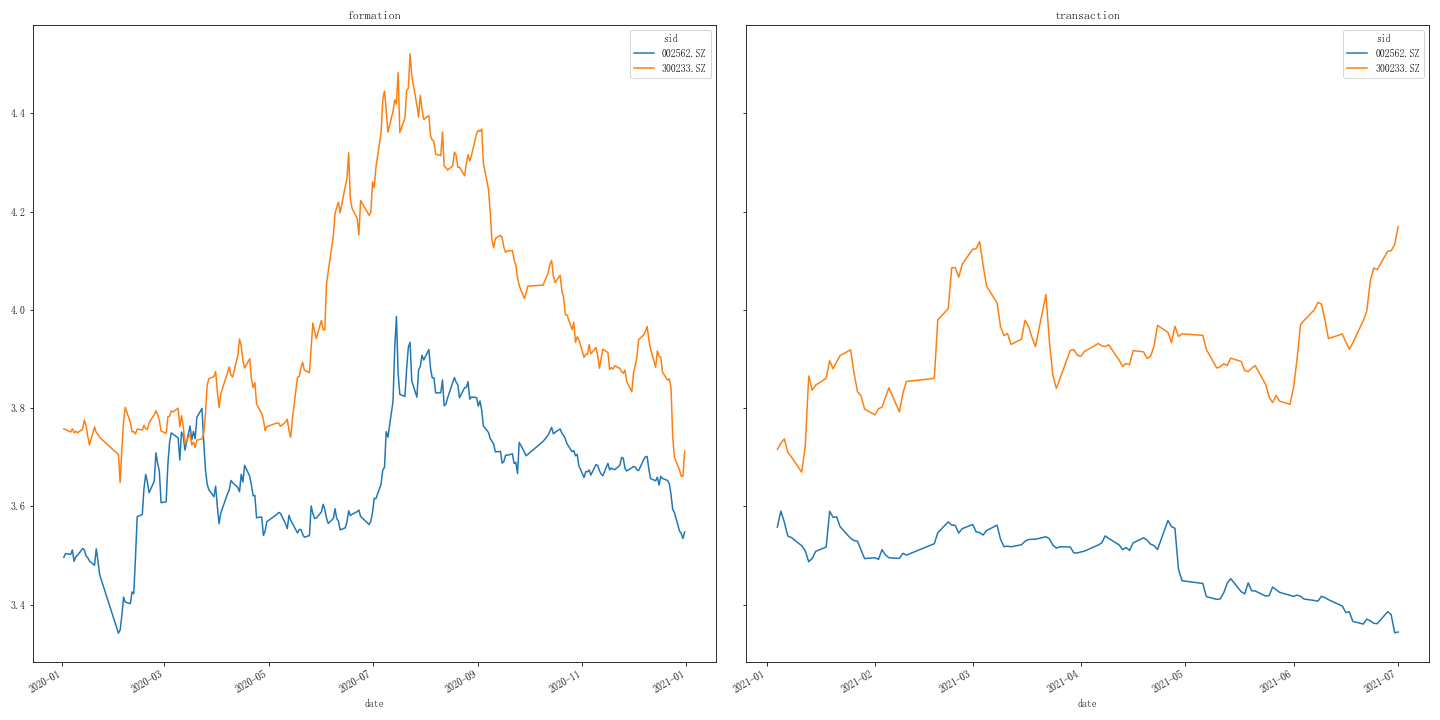 formation
sid
002562.SZ
300233.SZ
4.4
4.2
4.0
3.8
3.6
3.4
2020-01
2020-03
2020-05
2020-07
2020-09
2020-11
2021-01
date
transaction
sid
002562.SZ
300233.SZ
2021-01
2021-02
2021-03
2021-04
2021-05
2021-06
2021-07
date